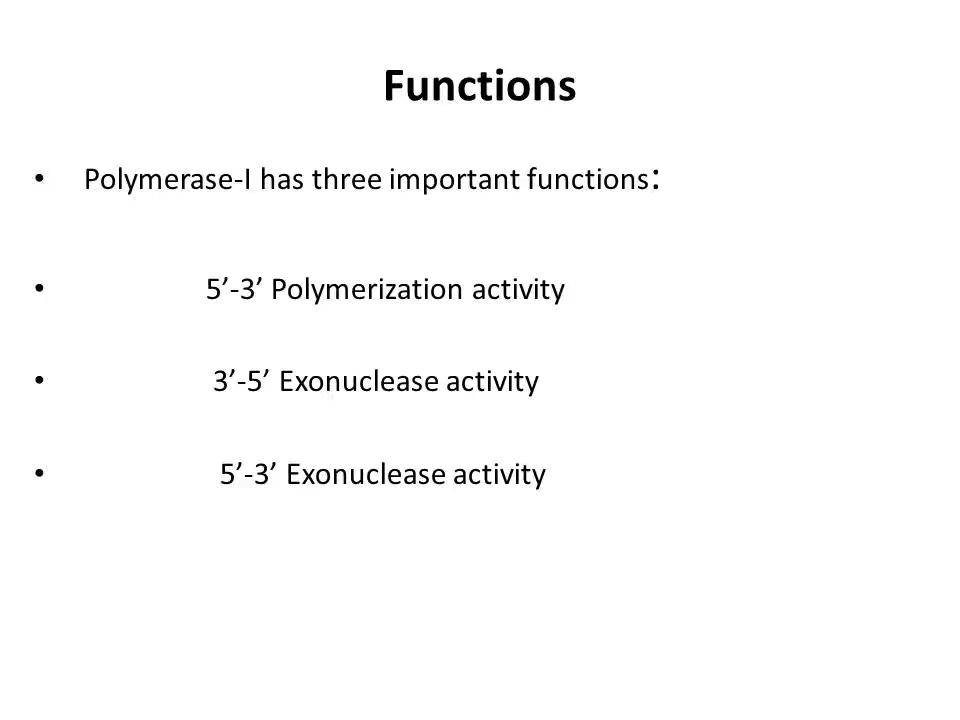 Functions
• Polymerase-I has three important functions:
• 5’-3’ Polymerization activity
• 3’-5’ Exonuclease activity
• 5’-3’ Exonuclease activity